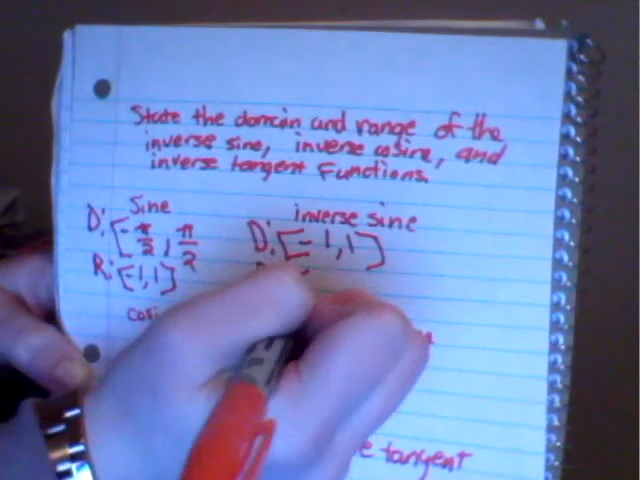 State the domain and range of the
inverse sine, inverse cosine, and
inverse tangent Functions.
Sine
D: [-π/2, π/2
R: [-1,1]
inverse sine
D: [-1,1]
cosi
e tangent